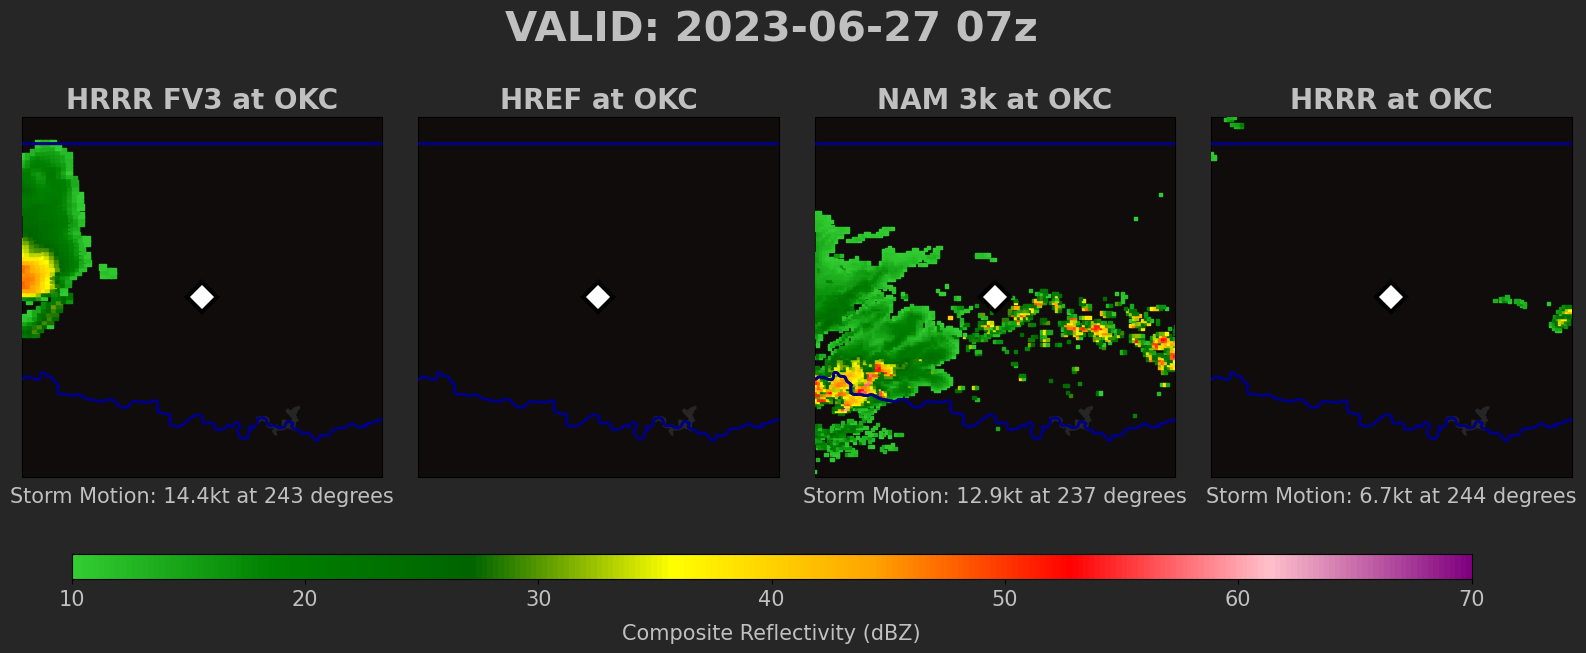 VALID: 2023-06-27 07z
HRRR FV3 at OKC
HREF at OKC
NAM 3k at OKC
HRRR at OKC
Storm Motion: 14.4kt at 243 degrees
Storm Motion: 12.9kt at 237 degrees
Storm Motion: 6.7kt at 244 degrees
10 20 30 40 50 60 70
Composite Reflectivity (dBZ)